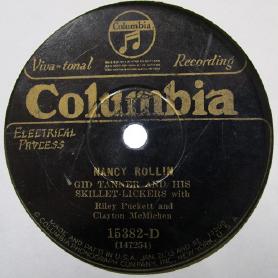 Columbia
Viva-tonal Recording
Columbia
ELECTRICAL
PROCESS
NANCY ROLLIN
GID TANNER AND HIS
SKILLET-LICKERS with
Riley Puckett and
Clayton McMichen
15382-D
(147254)